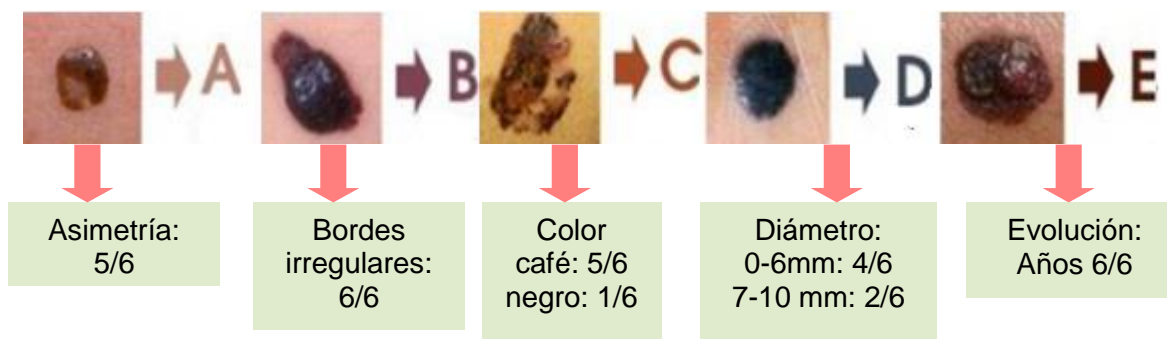 A B C D E
Asimetría:
5/6
Bordes
irregulares:
6/6
Color
café: 5/6
negro: 1/6
Diámetro:
0-6mm: 4/6
7-10 mm: 2/6
Evolución:
Años 6/6